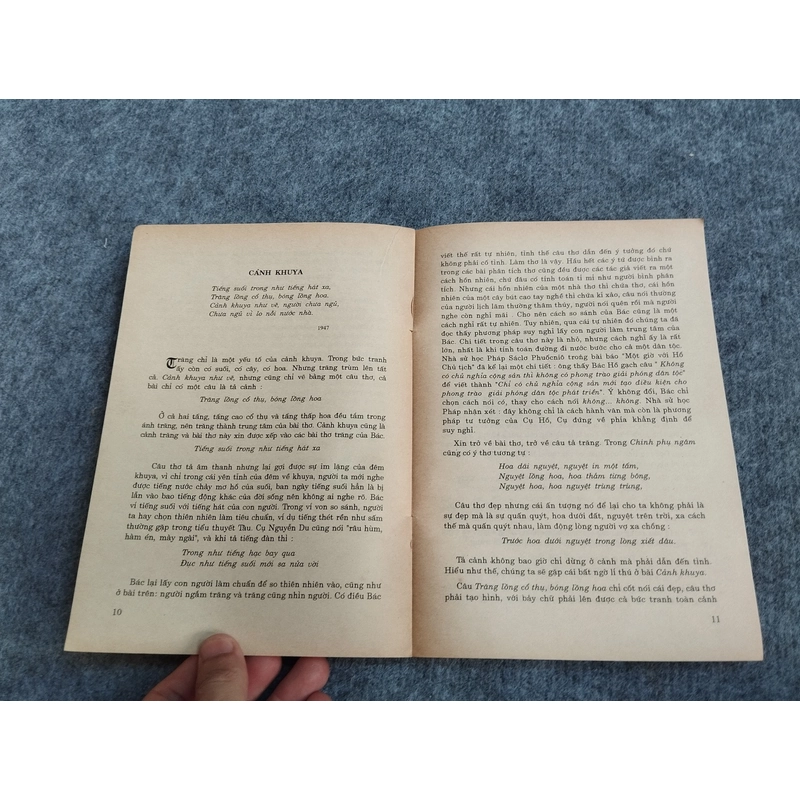 CẢNH KHUYA
Tiếng suối trong như tiếng hát xa,
Trăng lồng cổ thụ, bóng lồng hoa.
Cảnh khuya như vẽ, người chưa ngủ,
Chưa ngủ vì lo nỗi nước nhà.
1947
Trăng chỉ là một yếu tố của cảnh khuya. Trong bức tranh
ấy còn có suối, có cây, có hoa. Nhưng trăng trùm lên tất
cả. Cảnh khuya như vẽ, nhưng cũng chỉ vẽ bằng một câu thơ, cả
bài chỉ có một câu là tả cảnh :
Trăng lồng cổ thụ, bóng lồng hoa
Ở cả hai tầng, tầng cao cổ thụ và tầng thấp hoa đều tắm trong
ánh trăng, nên trăng thành trung tâm của bài thơ. Cảnh khuya cũng là
cảnh trăng và bài thơ này xin được xếp vào các bài thơ trăng của Bác.
Tiếng suối trong như tiếng hát xa
Câu thơ tả âm thanh nhưng lại gợi được sự im lặng của đêm
khuya, vì chỉ trong cái yên tĩnh của đêm về khuya, người ta mới nghe
được tiếng nước chảy mơ hồ của suối, ban ngày tiếng suối hẳn là bị
lẫn vào bao tiếng động khác của đời sống nên không ai nghe rõ. Bác
ví tiếng suối với tiếng hát của con người. Trong ví von so sánh, người
ta hay chọn thiên nhiên làm tiêu chuẩn, ví dụ tiếng thét rền như sấm
thường gặp trong tiểu thuyết Tàu. Cụ Nguyễn Du cũng nói "râu hùm,
hàm én, mày ngài", và khi tả tiếng đàn thì :
Trong như tiếng hạc bay qua
Đục như tiếng suối mới sa nửa vời
Bác lại lấy con người làm chuẩn để so thiên nhiên vào, cũng như
ở bài trên: người ngắm trăng và trăng cũng nhìn người. Có điều Bác
10
viết thế rất tự nhiên, tình thế câu thơ dẫn đến ý tưởng đó chứ
không phải cố tình. Làm thơ là vậy. Hầu hết các ý tứ được bình ra
trong các bài phân tích thơ cũng đều được các tác giả viết ra một
cách hồn nhiên, chứ đâu có tính toán tỉ mỉ như người bình phân
tích. Nhưng cái hồn nhiên của một nhà thơ thì chứa thơ, cái hồn
nhiên của một cây bút cao tay nghề thì chứa kĩ xảo, câu nói thường
của người lịch lãm thường thâm thúy, người nói quên rồi mà người
nghe còn nghĩ mãi . Cho nên cách so sánh của Bác cũng là một
cách nghĩ rất tự nhiên. Tuy nhiên, qua cái tự nhiên đó chúng ta đã
đọc thấy phương pháp suy nghĩ lấy con người làm trung tâm của
Bác. Chi tiết trong câu thơ này là nhỏ, nhưng cách nghĩ ấy là rất
lớn, nhất là khi tính toán đường đi nước bước cho cả một dân tộc.
Nhà sử học Pháp Sáclơ Phuốcniô trong bài báo "Một giờ với Hồ
Chủ tịch" đã kể lại một chi tiết : ông thấy Bác Hồ gạch câu " Không
có chủ nghĩa cộng sản thì không có phong trào giải phóng dân tộc"
để viết thành "Chỉ có chủ nghĩa cộng sản mới tạo điều kiện cho
phong trào giải phóng dân tộc phát triển". Ý không đổi, Bác chỉ
chọn cách nói có, thay cho cách nói không... không. Nhà sử học
Pháp nhận xét : đây không chỉ là cách hành văn mà còn là phương
pháp tư tưởng của Cụ Hồ, Cụ đứng về phía khẳng định để
suy nghĩ.
Xin trở về bài thơ, trở về câu tả trăng. Trong Chinh phụ ngâm
cũng có ý thơ tương tự :
Hoa dãi nguyệt, nguyệt in một tấm,
Nguyệt lồng hoa, hoa thắm từng bông,
Nguyệt hoa, hoa nguyệt trùng trùng,
Câu thơ đẹp nhưng cái ấn tượng nó để lại cho ta không phải là
sự đẹp mà là sự quấn quýt, hoa dưới đất, nguyệt trên trời, xa cách
thế mà quấn quýt nhau, làm động lòng người vợ xa chồng :
Trước hoa dưới nguyệt trong lòng xiết đâu.
Tả cảnh không bao giờ chỉ dừng ở cảnh mà phải dẫn đến tình.
Hiểu như thế, chúng ta sẽ gặp cái bất ngờ lí thú ở bài Cảnh khuya.
Câu Trăng lồng cổ thụ, bóng lồng hoa chỉ cốt nói cái đẹp, câu thơ
phải tạo hình, với bảy chữ phải lên được cả bức tranh toàn cảnh
11